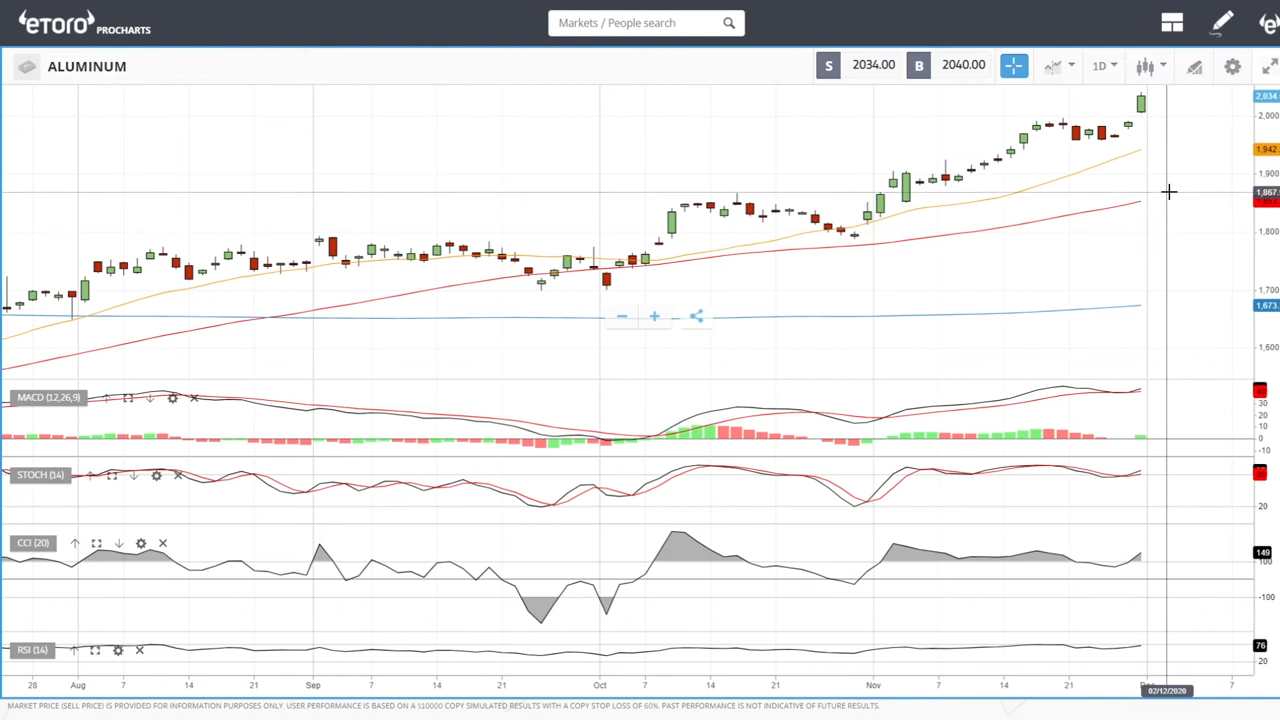 eToro PROCHARTS
Markets / People search
ALUMINUM
S 2034.00 B 2040.00
1D
2,034.
2,000
1,942.
1,900
1,867.
1,800
1,700
1,673.
1,600
MACD (12,26,9)
30
20
10
0
-10
STOCH (14)
20
CCI (20)
149
100
-100
RSI (14)
76
20
28 Aug 7 14 21 Sep 7 14 21 Oct 7 14 21 Nov 7 14 21 7
02/12/2020
MARKET PRICE (SELL PRICE) IS PROVIDED FOR INFORMATION PURPOSES ONLY. USER PERFORMANCE IS BASED ON A $10000 COPY SIMULATED RESULTS WITH A COPY STOP LOSS OF 60%. PAST PERFORMANCE IS NOT INDICATIVE OF FUTURE RESULTS.